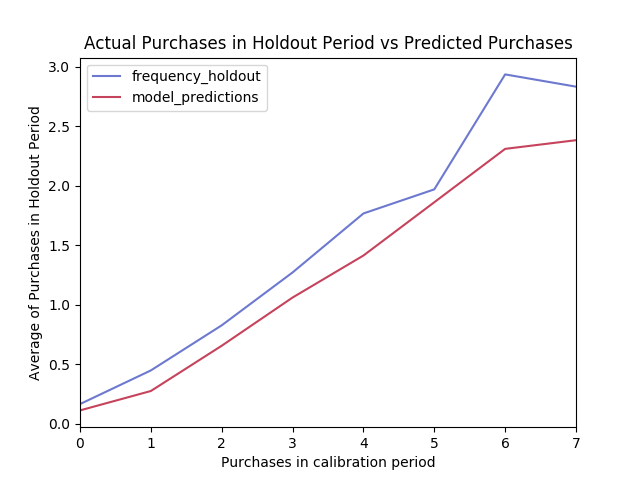 Actual Purchases in Holdout Period vs Predicted Purchases
frequency_holdout
model_predictions
Average of Purchases in Holdout Period
3.0
2.5
2.0
1.5
1.0
0.5
0.0
0 1 2 3 4 5 6 7
Purchases in calibration period